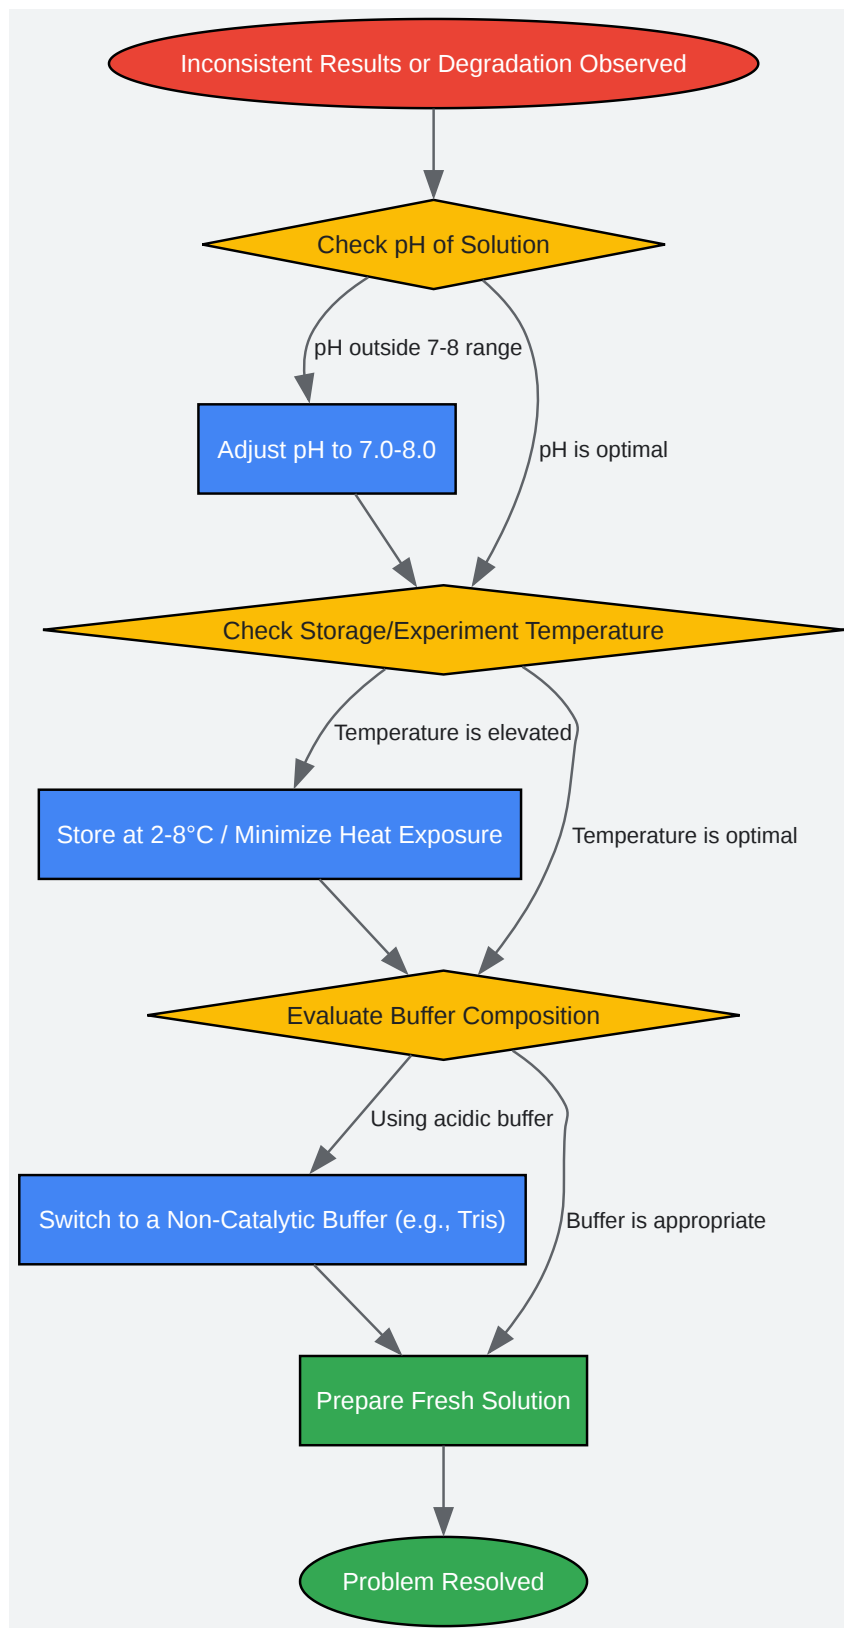 Inconsistent Results or Degradation Observed
Check pH of Solution
pH outside 7-8 range
Adjust pH to 7.0-8.0
pH is optimal
Check Storage/Experiment Temperature
Temperature is elevated
Store at 2-8°C / Minimize Heat Exposure
Temperature is optimal
Evaluate Buffer Composition
Using acidic buffer
Switch to a Non-Catalytic Buffer (e.g., Tris)
Buffer is appropriate
Prepare Fresh Solution
Problem Resolved